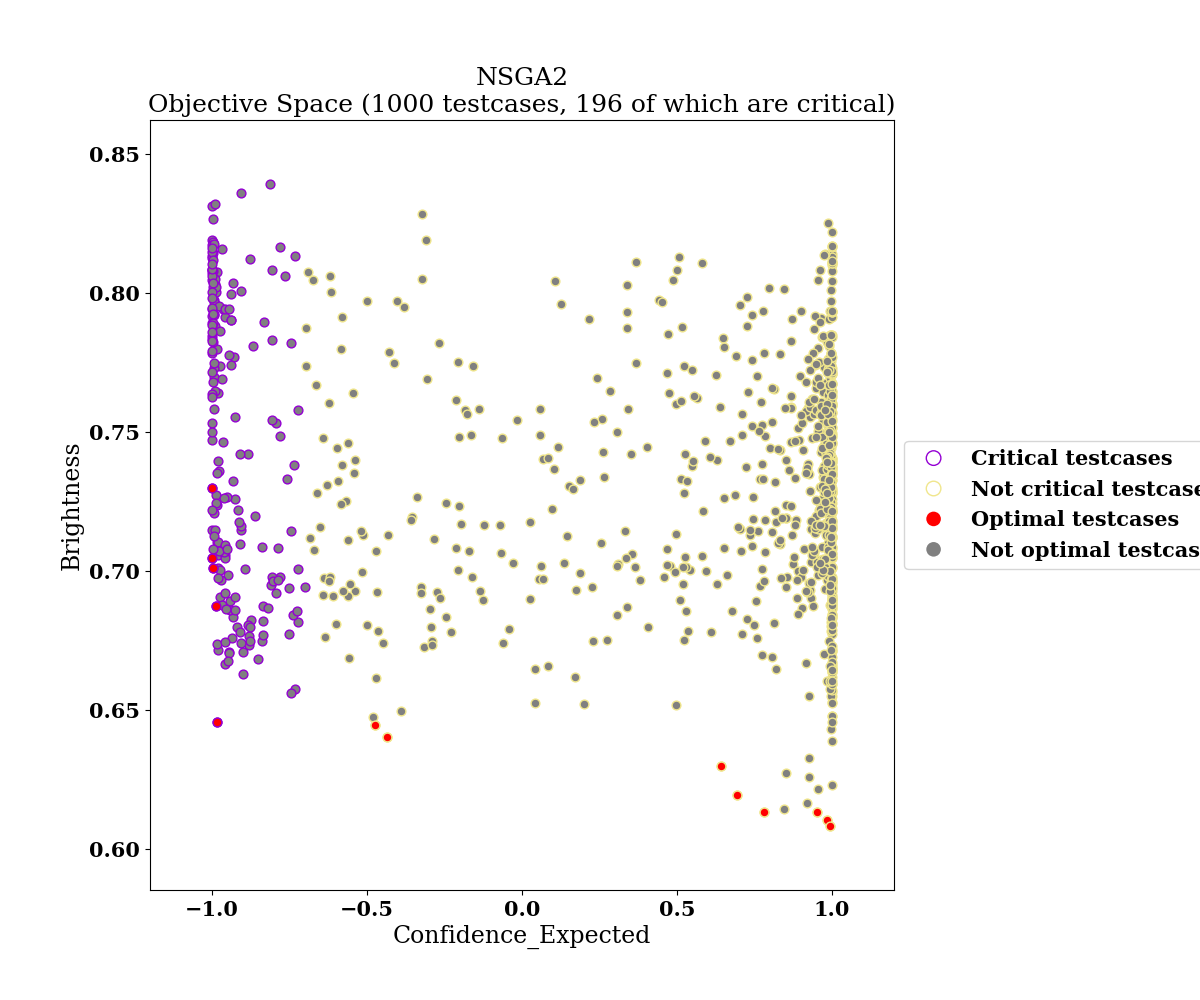 NSGA2
Objective Space (1000 testcases, 196 of which are critical)
0.85
0.80
0.75
0.70
0.65
0.60
Brightness
−1.0 −0.5 0.0 0.5 1.0
Confidence_Expected
Critical testcases
Not critical testcase
Optimal testcases
Not optimal testcas